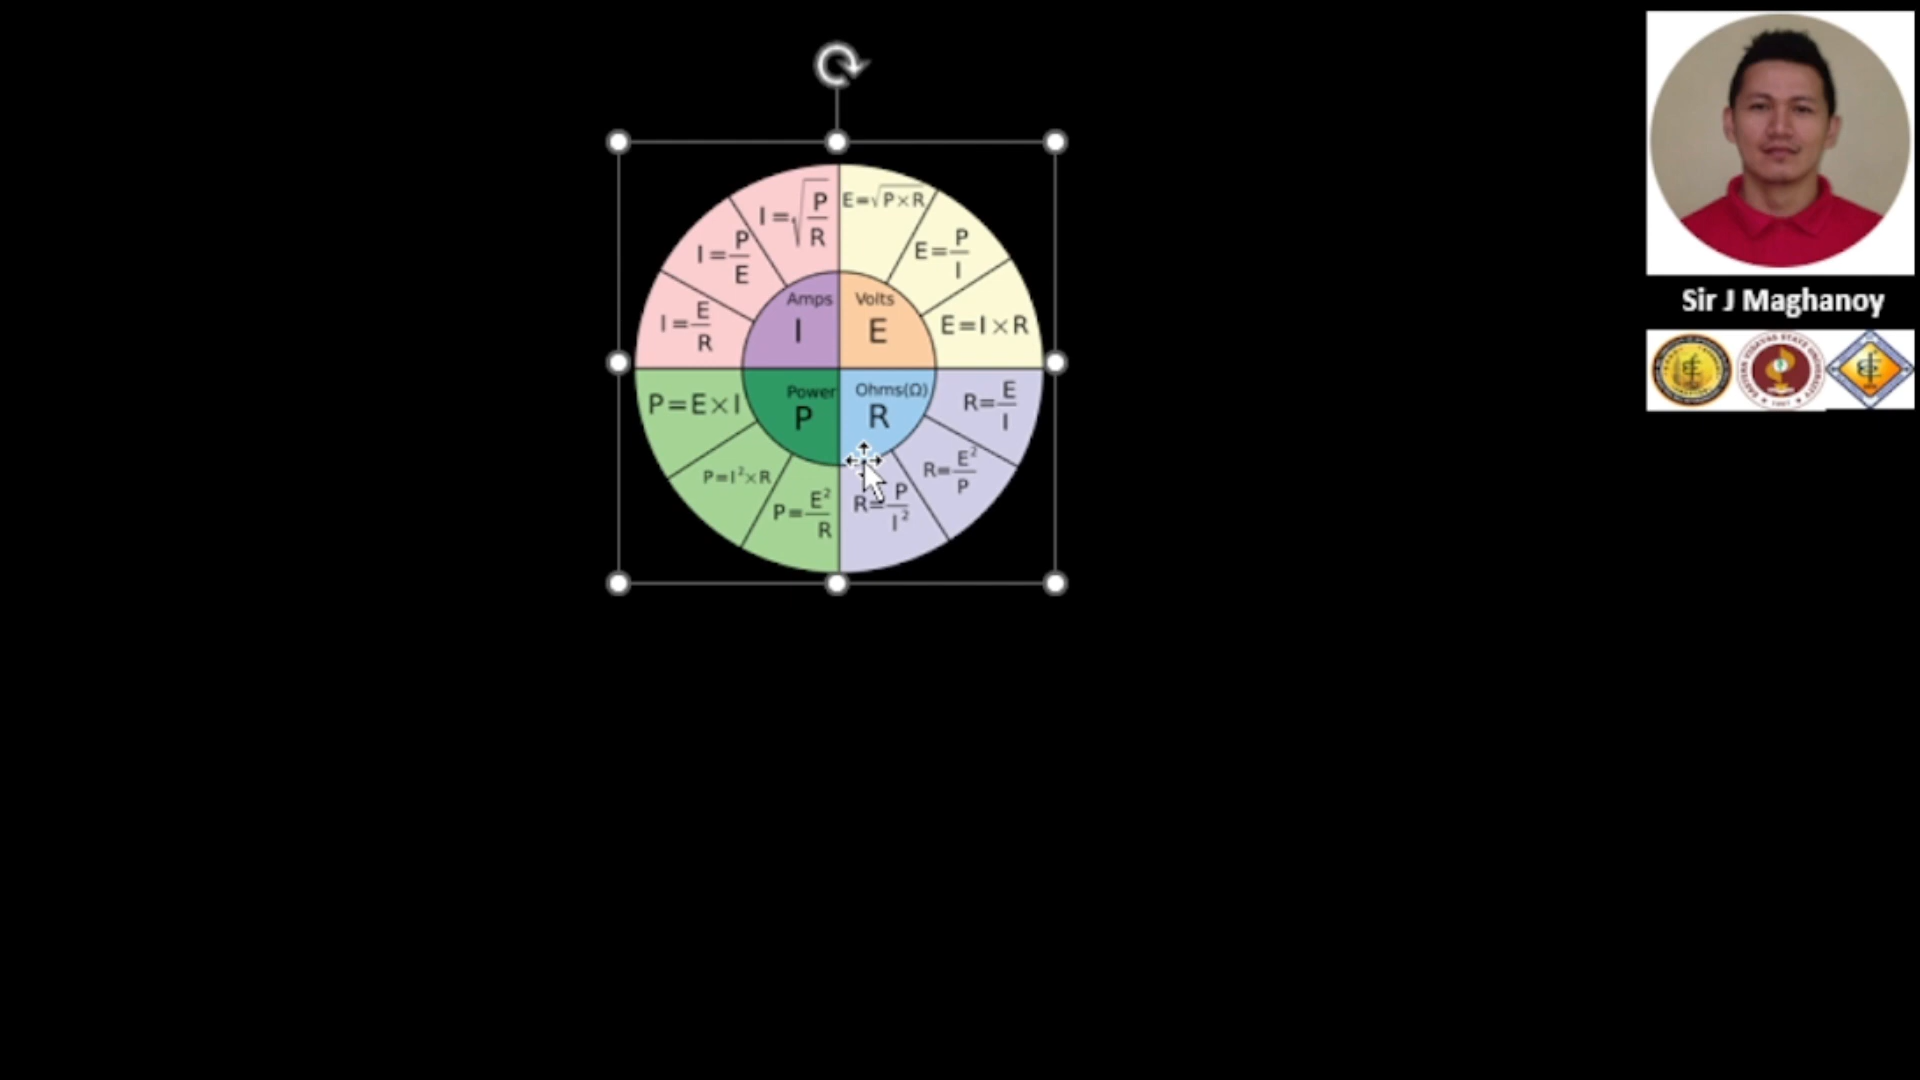 I=√P/R
E=√P×R
I=P/E
E=P/I
I=E/R
E=I×R
Amps
I
Volts
E
Power
P
Ohms(Ω)
R
P=E×I
R=E/I
P=I²×R
R=E²/P
P=E²/R
R=P/I²
Sir J Maghanoy